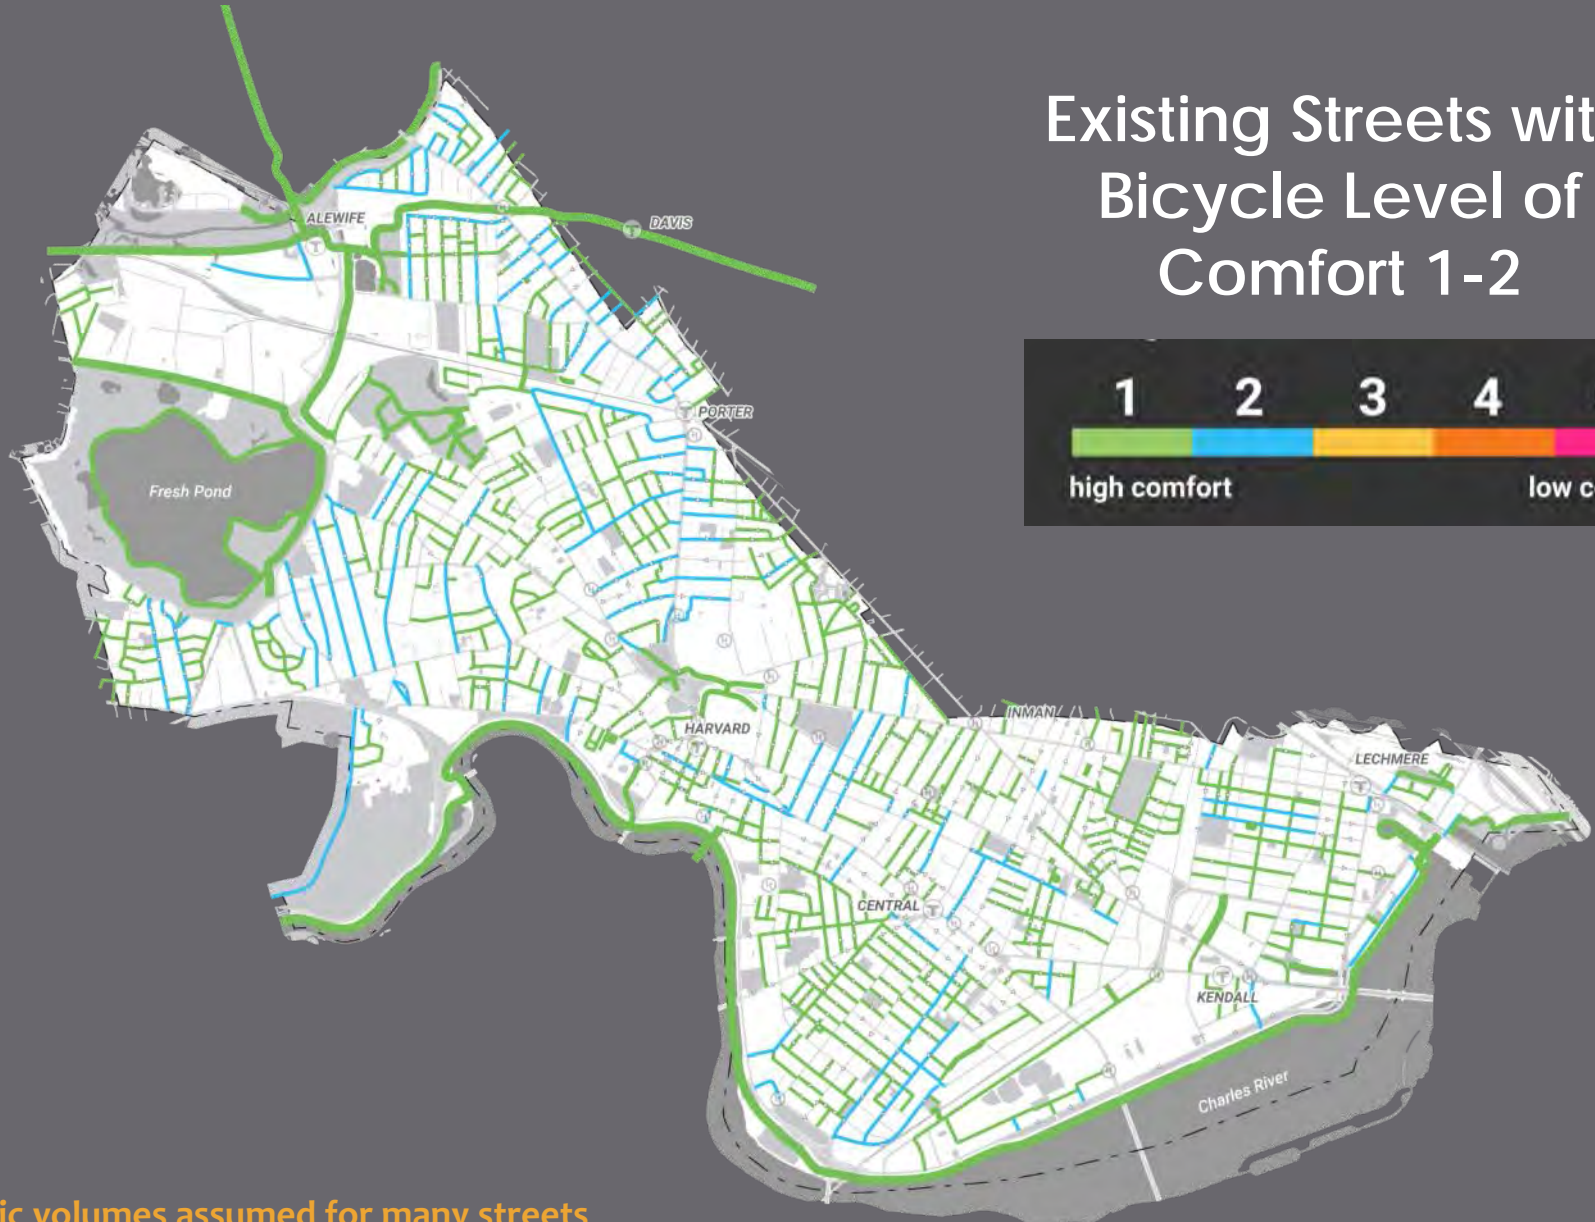 Existing Streets wit
Bicycle Level of
Comfort 1-2
1 2 3 4
high comfort
low c
ALEWIFE
DAVIS
PORTER
Fresh Pond
HARVARD
INMAN
LECHMERE
CENTRAL
KENDALL
Charles River
ic volumes assumed for many streets